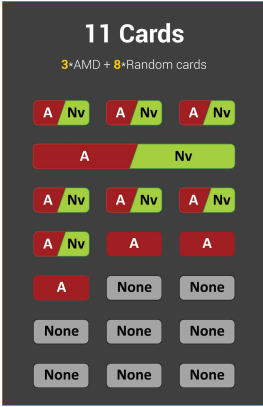 11 Cards
3*AMD + 8*Random cards
A Nv A Nv A Nv
A Nv
A Nv A Nv A Nv
A Nv A A
A None None
None None None
None None None